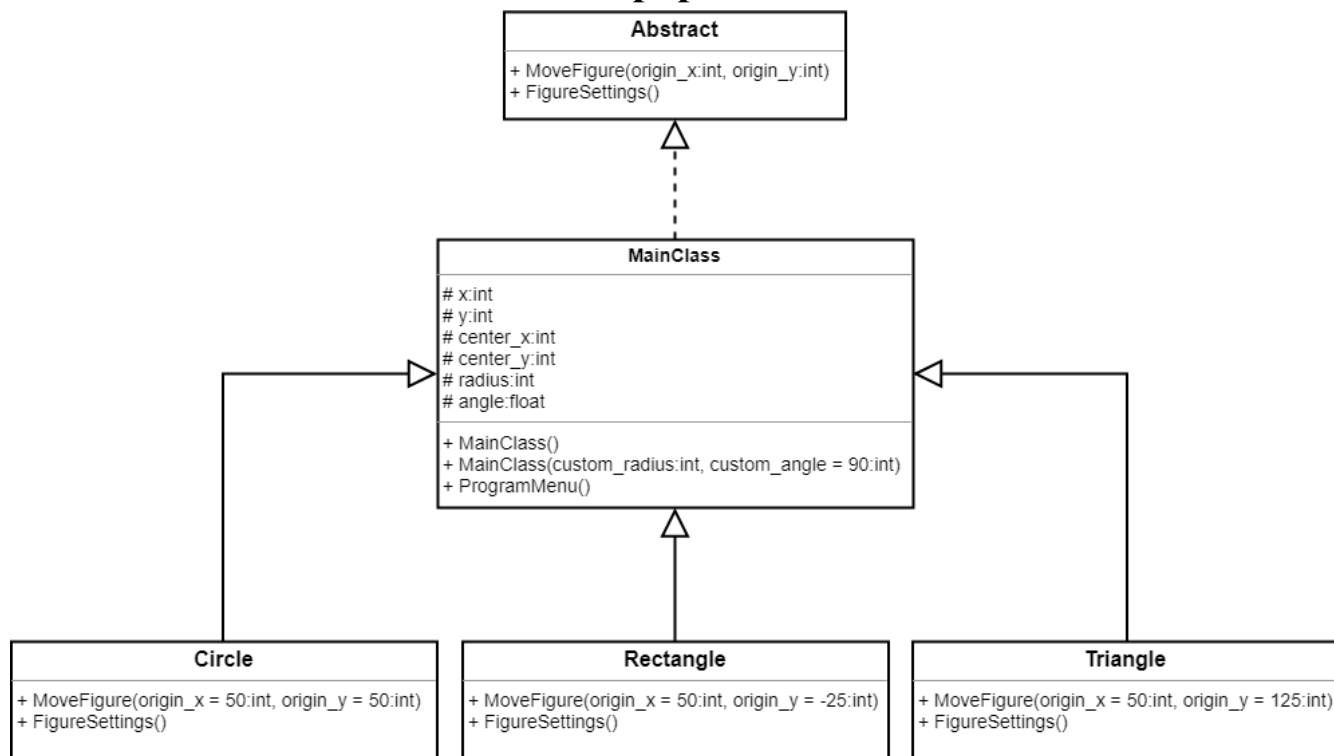 Abstract
+ MoveFigure(origin_x:int, origin_y:int)
+ FigureSettings()
MainClass
# x:int
# y:int
# center_x:int
# center_y:int
# radius:int
# angle:float
+ MainClass()
+ MainClass(custom_radius:int, custom_angle = 90:int)
+ ProgramMenu()
Circle
+ MoveFigure(origin_x = 50:int, origin_y = 50:int)
+ FigureSettings()
Rectangle
+ MoveFigure(origin_x = 50:int, origin_y = -25:int)
+ FigureSettings()
Triangle
+ MoveFigure(origin_x = 50:int, origin_y = 125:int)
+ FigureSettings()